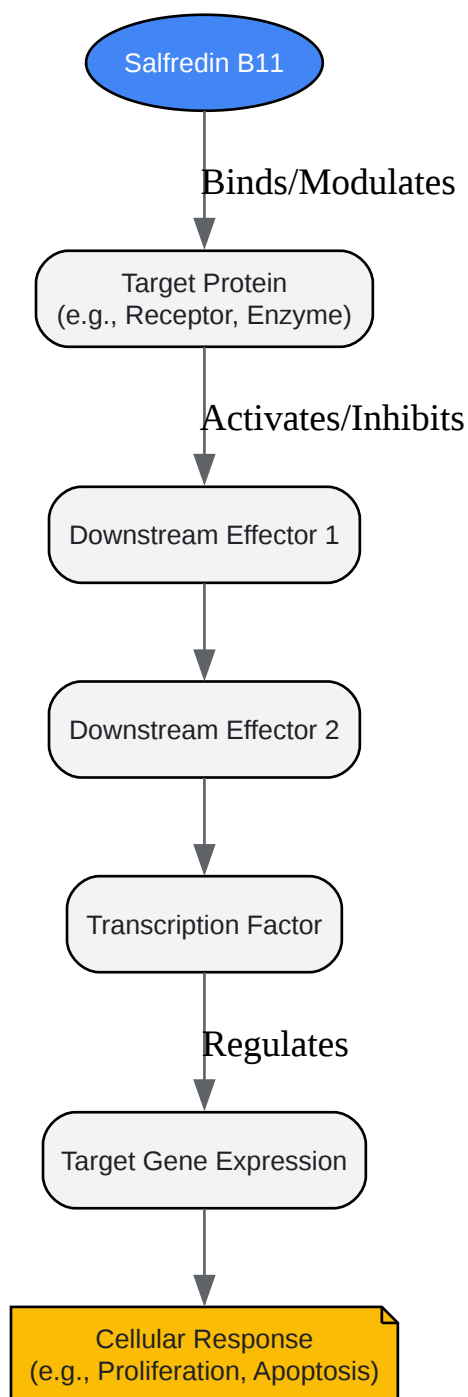 Salfredin B11
Binds/Modulates
Target Protein
(e.g., Receptor, Enzyme)
Activates/Inhibits
Downstream Effector 1
Downstream Effector 2
Transcription Factor
Regulates
Target Gene Expression
Cellular Response
(e.g., Proliferation, Apoptosis)